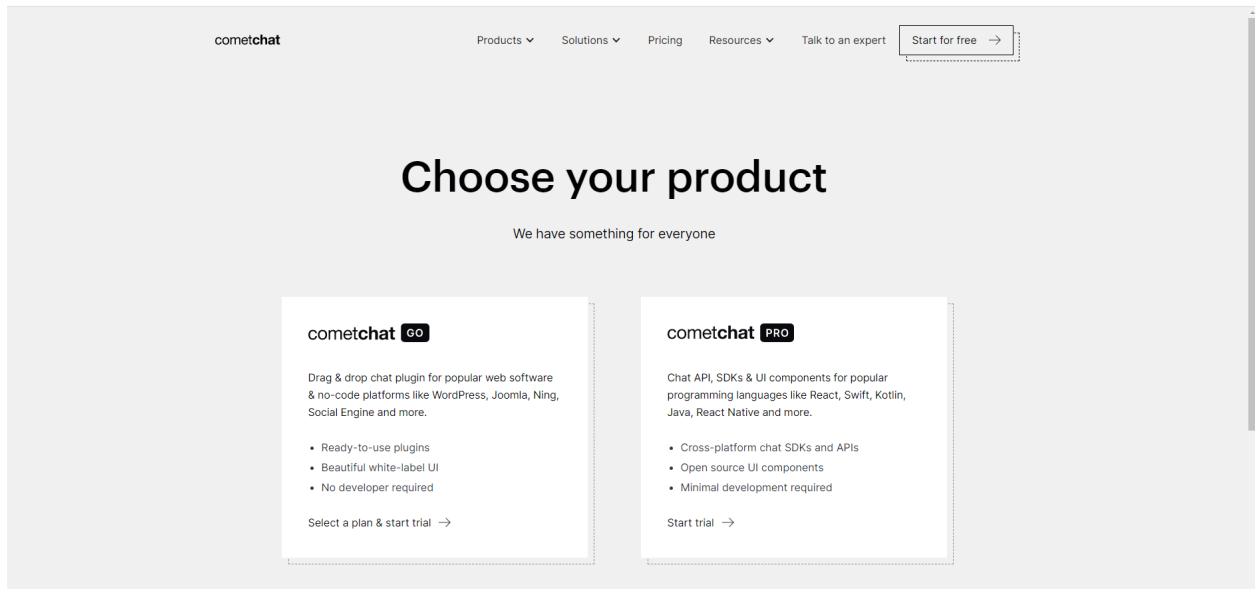 cometchat
Products
Solutions
Pricing
Resources
Talk to an expert
Start for free
Choose your product
We have something for everyone
cometchat GO
Drag & drop chat plugin for popular web software
& no-code platforms like WordPress, Joomla, Ning,
Social Engine and more.
• Ready-to-use plugins
• Beautiful white-label UI
• No developer required
Select a plan & start trial
cometchat PRO
Chat API, SDKs & UI components for popular
programming languages like React, Swift, Kotlin,
Java, React Native and more.
• Cross-platform chat SDKs and APIs
• Open source UI components
• Minimal development required
Start trial